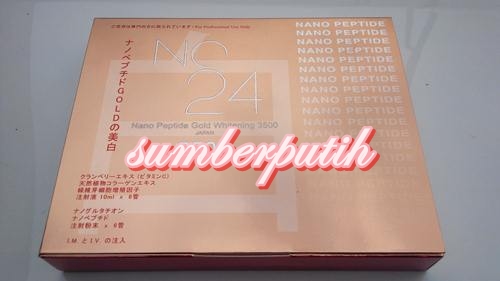 NANO PEPTIDE
NANO PEPTIDE
NANO PEPTIDE
NANO PEPTIDE
NANO PEPTIDE
NANO PEPTIDE
NANO PEPTIDE
NANO PEPTIDE
NANO PEPTIDE
NANO PEPTIDE
NC
24
ナノペプチドGOLDの美白
Nano Peptide Gold Whitening 3500
JAPAN
sumberputih
クランベリーエキス(ビタミンC)
天然植物コラーゲンエキス
注射液 10ml x 6管
ナノグルタチオン
ナノペプチド
注射粉末 x 6管
I.M. と I.V. の注入